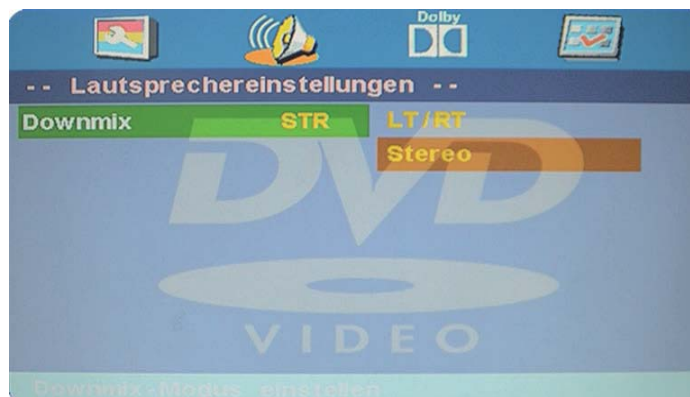 Dolby
-- Lautsprechereinstellungen --
Downmix STR LT/RT
Stereo
DVD
VIDEO
Downmix-Modus einstellen